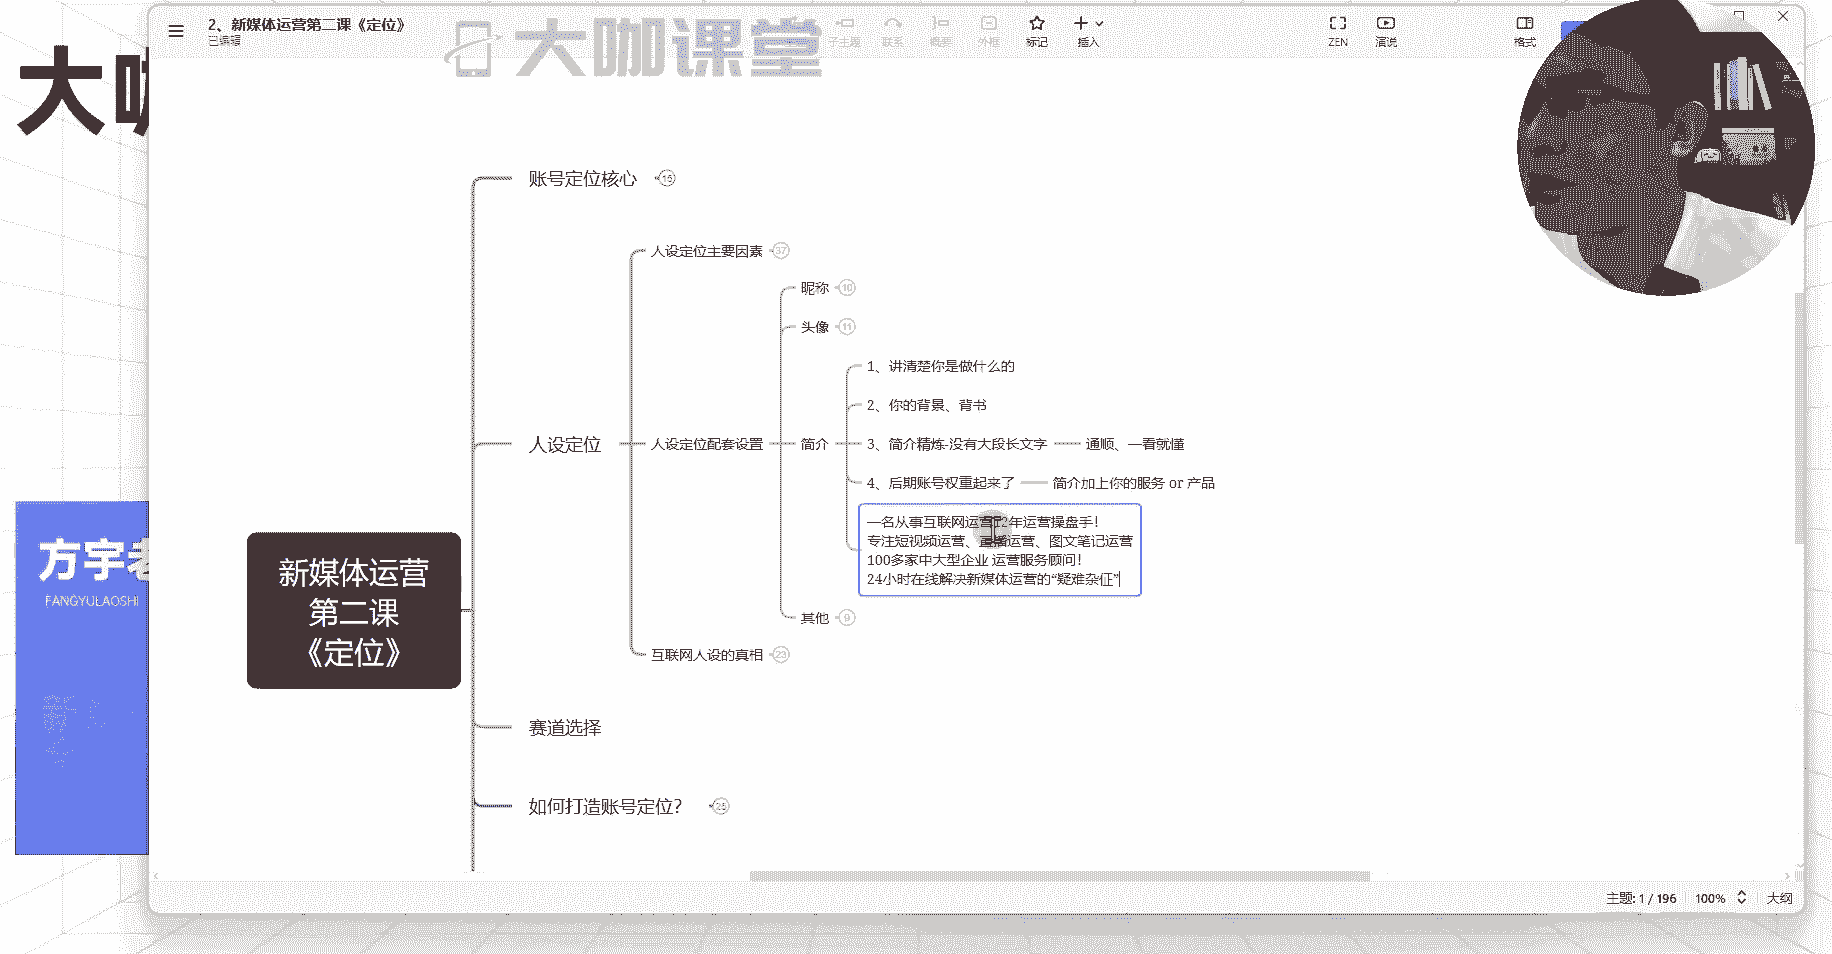 2、新媒体运营第二课《定位》
已编辑
大咖课堂
子主题
联系
概要
外框
标记
插入
ZEN
演说
格式
大咖
账号定位核心
人设定位主要因素
37
昵称
10
头像
11
1、讲清楚你是做什么的
2、你的背景、背书
人设定位
人设定位配套设置
简介
3、简介精炼-没有大段长文字
通顺、一看就懂
4、后期账号权重起来了
简介加上你的服务 or 产品
一名从事互联网运营12年运营操盘手!
专注短视频运营、直播运营、图文笔记运营
100多家中大型企业 运营服务顾问!
24小时在线解决新媒体运营的“疑难杂征”
方宇老
FANGYULAOSHI
新媒体运营
第二课
《定位》
其他
9
互联网人设的真相
23
赛道选择
如何打造账号定位?
主题: 1 / 196
100%
大纲